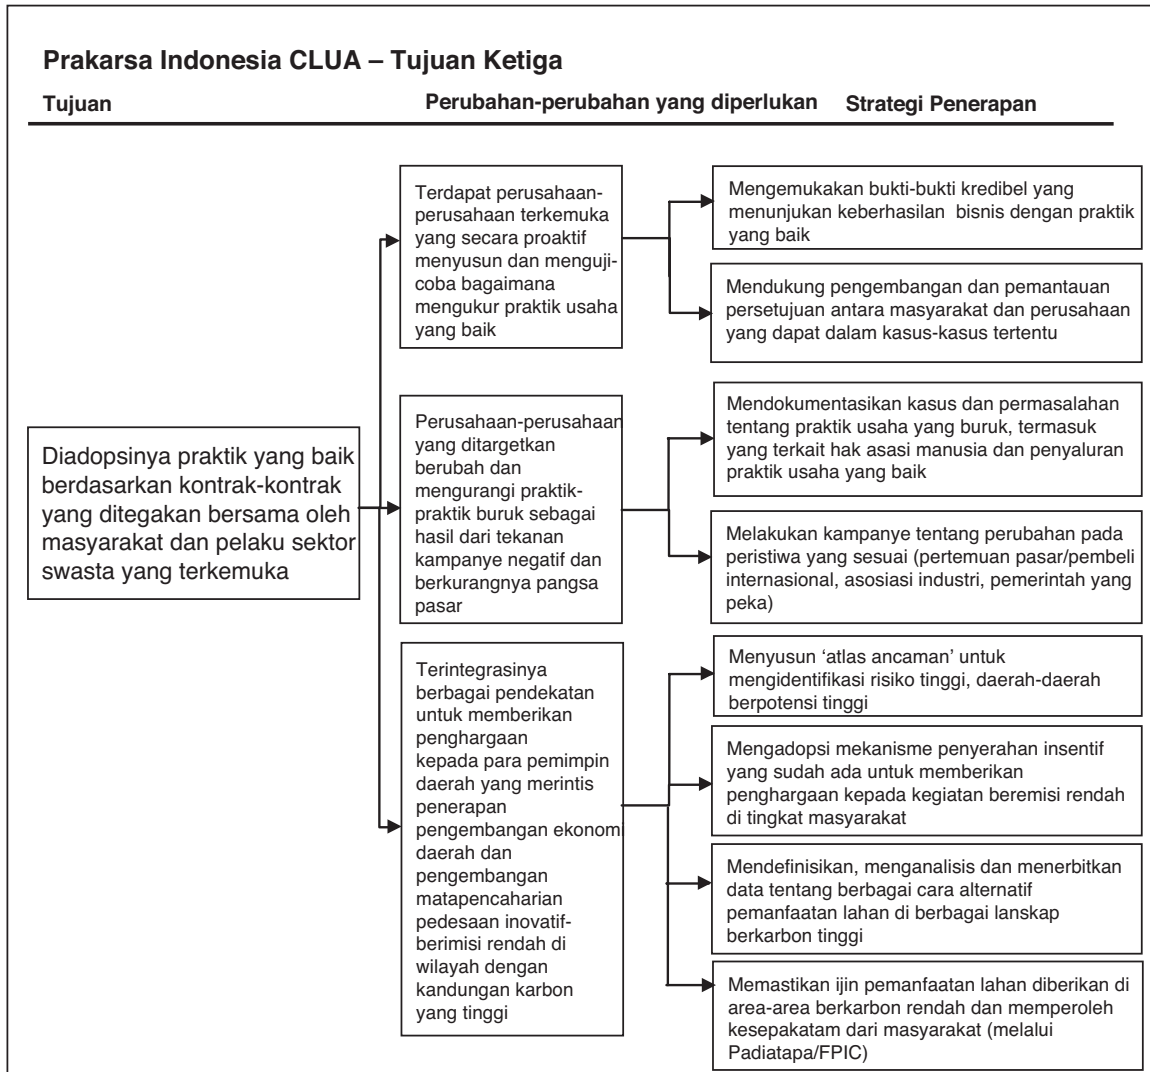 Prakarsa Indonesia CLUA – Tujuan Ketiga
Tujuan
Perubahan-perubahan yang diperlukan
Strategi Penerapan
Diadopsinya praktik yang baik
berdasarkan kontrak-kontrak
yang ditegakan bersama oleh
masyarakat dan pelaku sektor
swasta yang terkemuka
Terdapat perusahaan-
perusahaan terkemuka
yang secara proaktif
menyusun dan menguji-
coba bagaimana
mengukur praktik usaha
yang baik
Mengemukakan bukti-bukti kredibel yang
menunjukan keberhasilan bisnis dengan praktik
yang baik
Mendukung pengembangan dan pemantauan
persetujuan antara masyarakat dan perusahaan
yang dapat dalam kasus-kasus tertentu
Perusahaan-perusahaan
yang ditargetkan
berubah dan
mengurangi praktik-
praktik buruk sebagai
hasil dari tekanan
kampanye negatif dan
berkurangnya pangsa
pasar
Mendokumentasikan kasus dan permasalahan
tentang praktik usaha yang buruk, termasuk
yang terkait hak asasi manusia dan penyaluran
praktik usaha yang baik
Melakukan kampanye tentang perubahan pada
peristiwa yang sesuai (pertemuan pasar/pembeli
internasional, asosiasi industri, pemerintah yang
peka)
Terintegrasinya
berbagai pendekatan
untuk memberikan
penghargaan
kepada para pemimpin
daerah yang merintis
penerapan
pengembangan ekonomi
daerah dan
pengembangan
matapencaharian
pedesaan inovatif-
berimisi rendah di
wilayah dengan
kandungan karbon
yang tinggi
Menyusun ‘atlas ancaman’ untuk
mengidentifikasi risiko tinggi, daerah-daerah
berpotensi tinggi
Mengadopsi mekanisme penyerahan insentif
yang sudah ada untuk memberikan
penghargaan kepada kegiatan beremisi rendah
di tingkat masyarakat
Mendefinisikan, menganalisis dan menerbitkan
data tentang berbagai cara alternatif
pemanfaatan lahan di berbagai lanskap
berkarbon tinggi
Memastikan ijin pemanfaatan lahan diberikan di
area-area berkarbon rendah dan memperoleh
kesepakatam dari masyarakat (melalui
Padiatapa/FPIC)